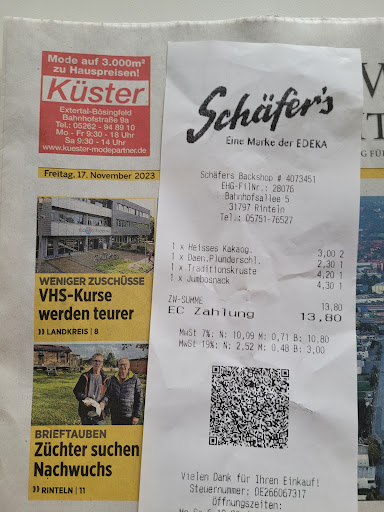 Mode auf 3.000m²
zu Hauspreisen!
Küster
Extertal-Bösingfeld
Bahnhofstraße 9a
Tel.: 05262 - 94 89 10
Mo - Fr 9:30 - 18 Uhr
Sa 9:30 - 14 Uhr
www.kuester-modepartner.de
Freitag, 17. November 2023
WENIGER ZUSCHÜSSE
VHS-Kurse
werden teurer
LANDKREIS | 8
BRIEFTAUBEN
Züchter suchen
Nachwuchs
RINTELN | 11
Schäfer's
Eine Marke der EDEKA
Schäfers Backshop # 4073451
EHG-FilNr.: 28076
Bahnhofsallee 5
31797 Rinteln
Tel.: 05751-76527
1 x Heisses Kakaog. 3,00 2
1 x Daen.Plunderschl. 2,30 1
1 x Traditionskruste 4,20 1
1 x Jumbosnack 4,30 1
ZW-SUMME 13,80
EC Zahlung 13,80
MwSt 7%: N: 10,09 M: 0,71 B: 10,80
MwSt 19%: N: 2,52 M: 0,48 B: 3,00
Vielen Dank für Ihren Einkauf!
Steuernummer: DE266067317
Öffnungszeiten: